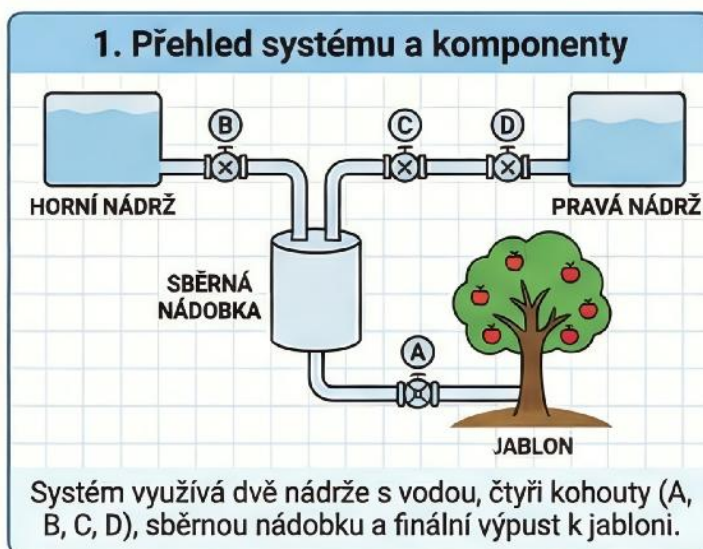 1. Přehled systému a komponenty
B
C
D
HORNÍ NÁDRŽ
PRAVÁ NÁDRŽ
SBĚRNÁ
NÁDOBKA
A
JABLON
Systém využívá dvě nádrže s vodou, čtyři kohouty (A,
B, C, D), sběrnou nádobku a finální výpust k jabloni.